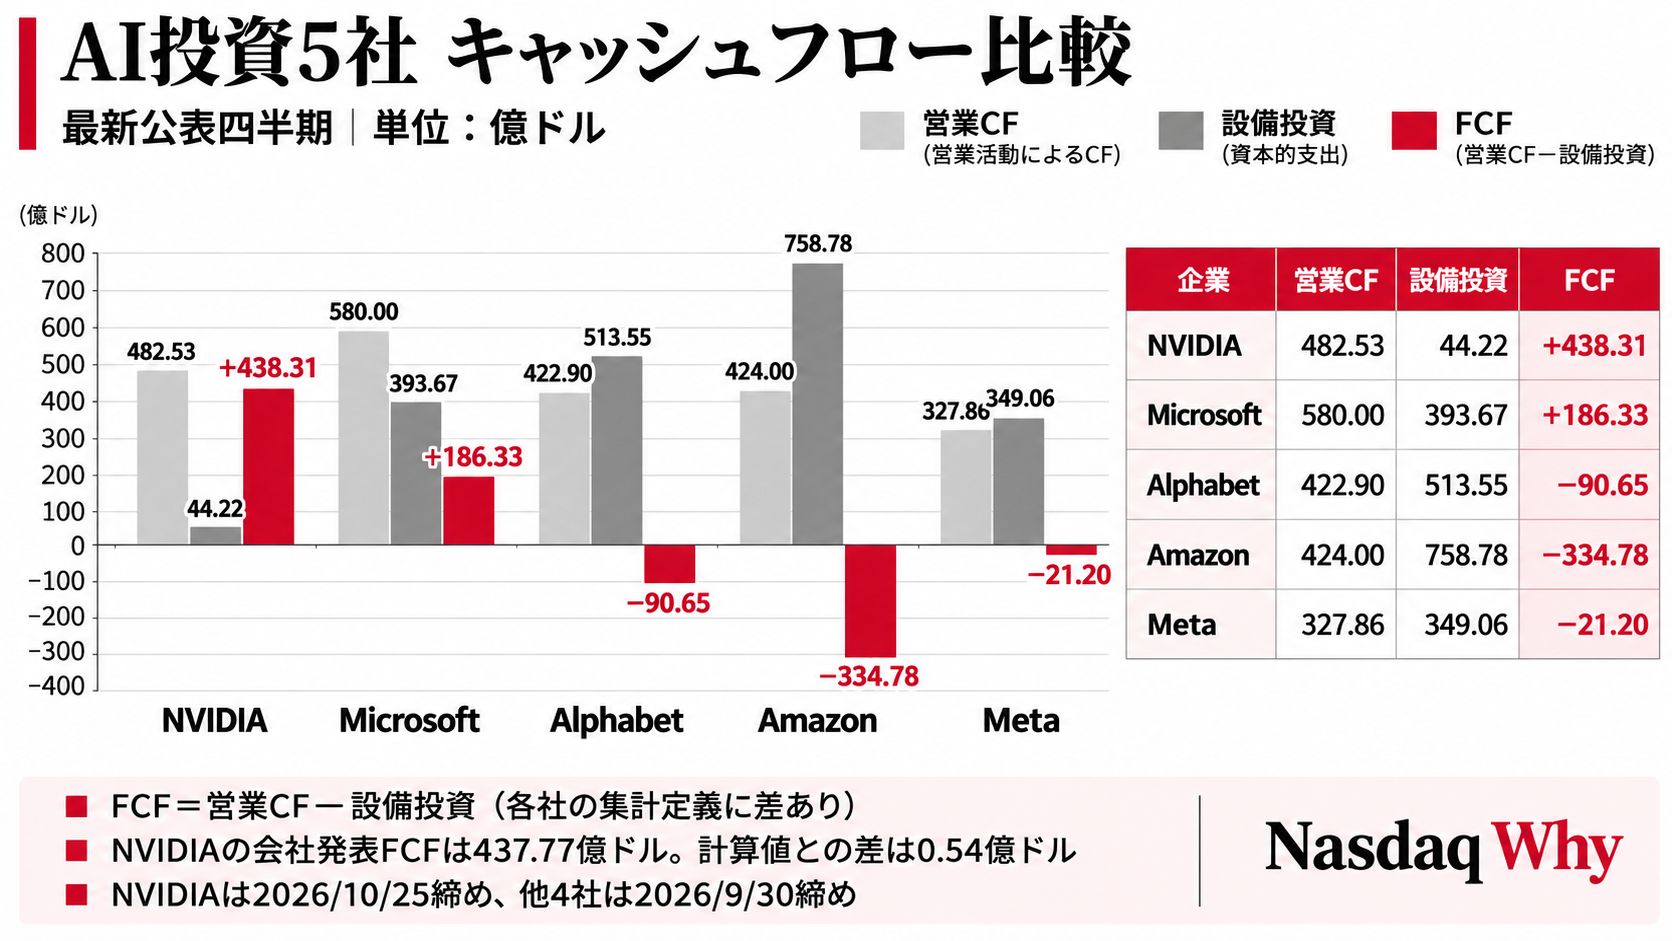 AI投資5社 キャッシュフロー比較
最新公表四半期｜単位：億ドル
営業CF
(営業活動によるCF)
設備投資
(資本的支出)
FCF
(営業CF－設備投資)
(億ドル)
800
700
600
500
400
300
200
100
0
−100
−200
−300
−400
482.53
44.22
+438.31
580.00
393.67
+186.33
422.90
513.55
−90.65
424.00
758.78
−334.78
327.86
349.06
−21.20
NVIDIA Microsoft Alphabet Amazon Meta
企業 営業CF 設備投資 FCF
NVIDIA 482.53 44.22 +438.31
Microsoft 580.00 393.67 +186.33
Alphabet 422.90 513.55 −90.65
Amazon 424.00 758.78 −334.78
Meta 327.86 349.06 −21.20
FCF＝営業CF－設備投資（各社の集計定義に差あり）
NVIDIAの会社発表FCFは437.77億ドル。計算値との差は0.54億ドル
NVIDIAは2026/10/25締め、他4社は2026/9/30締め
Nasdaq Why